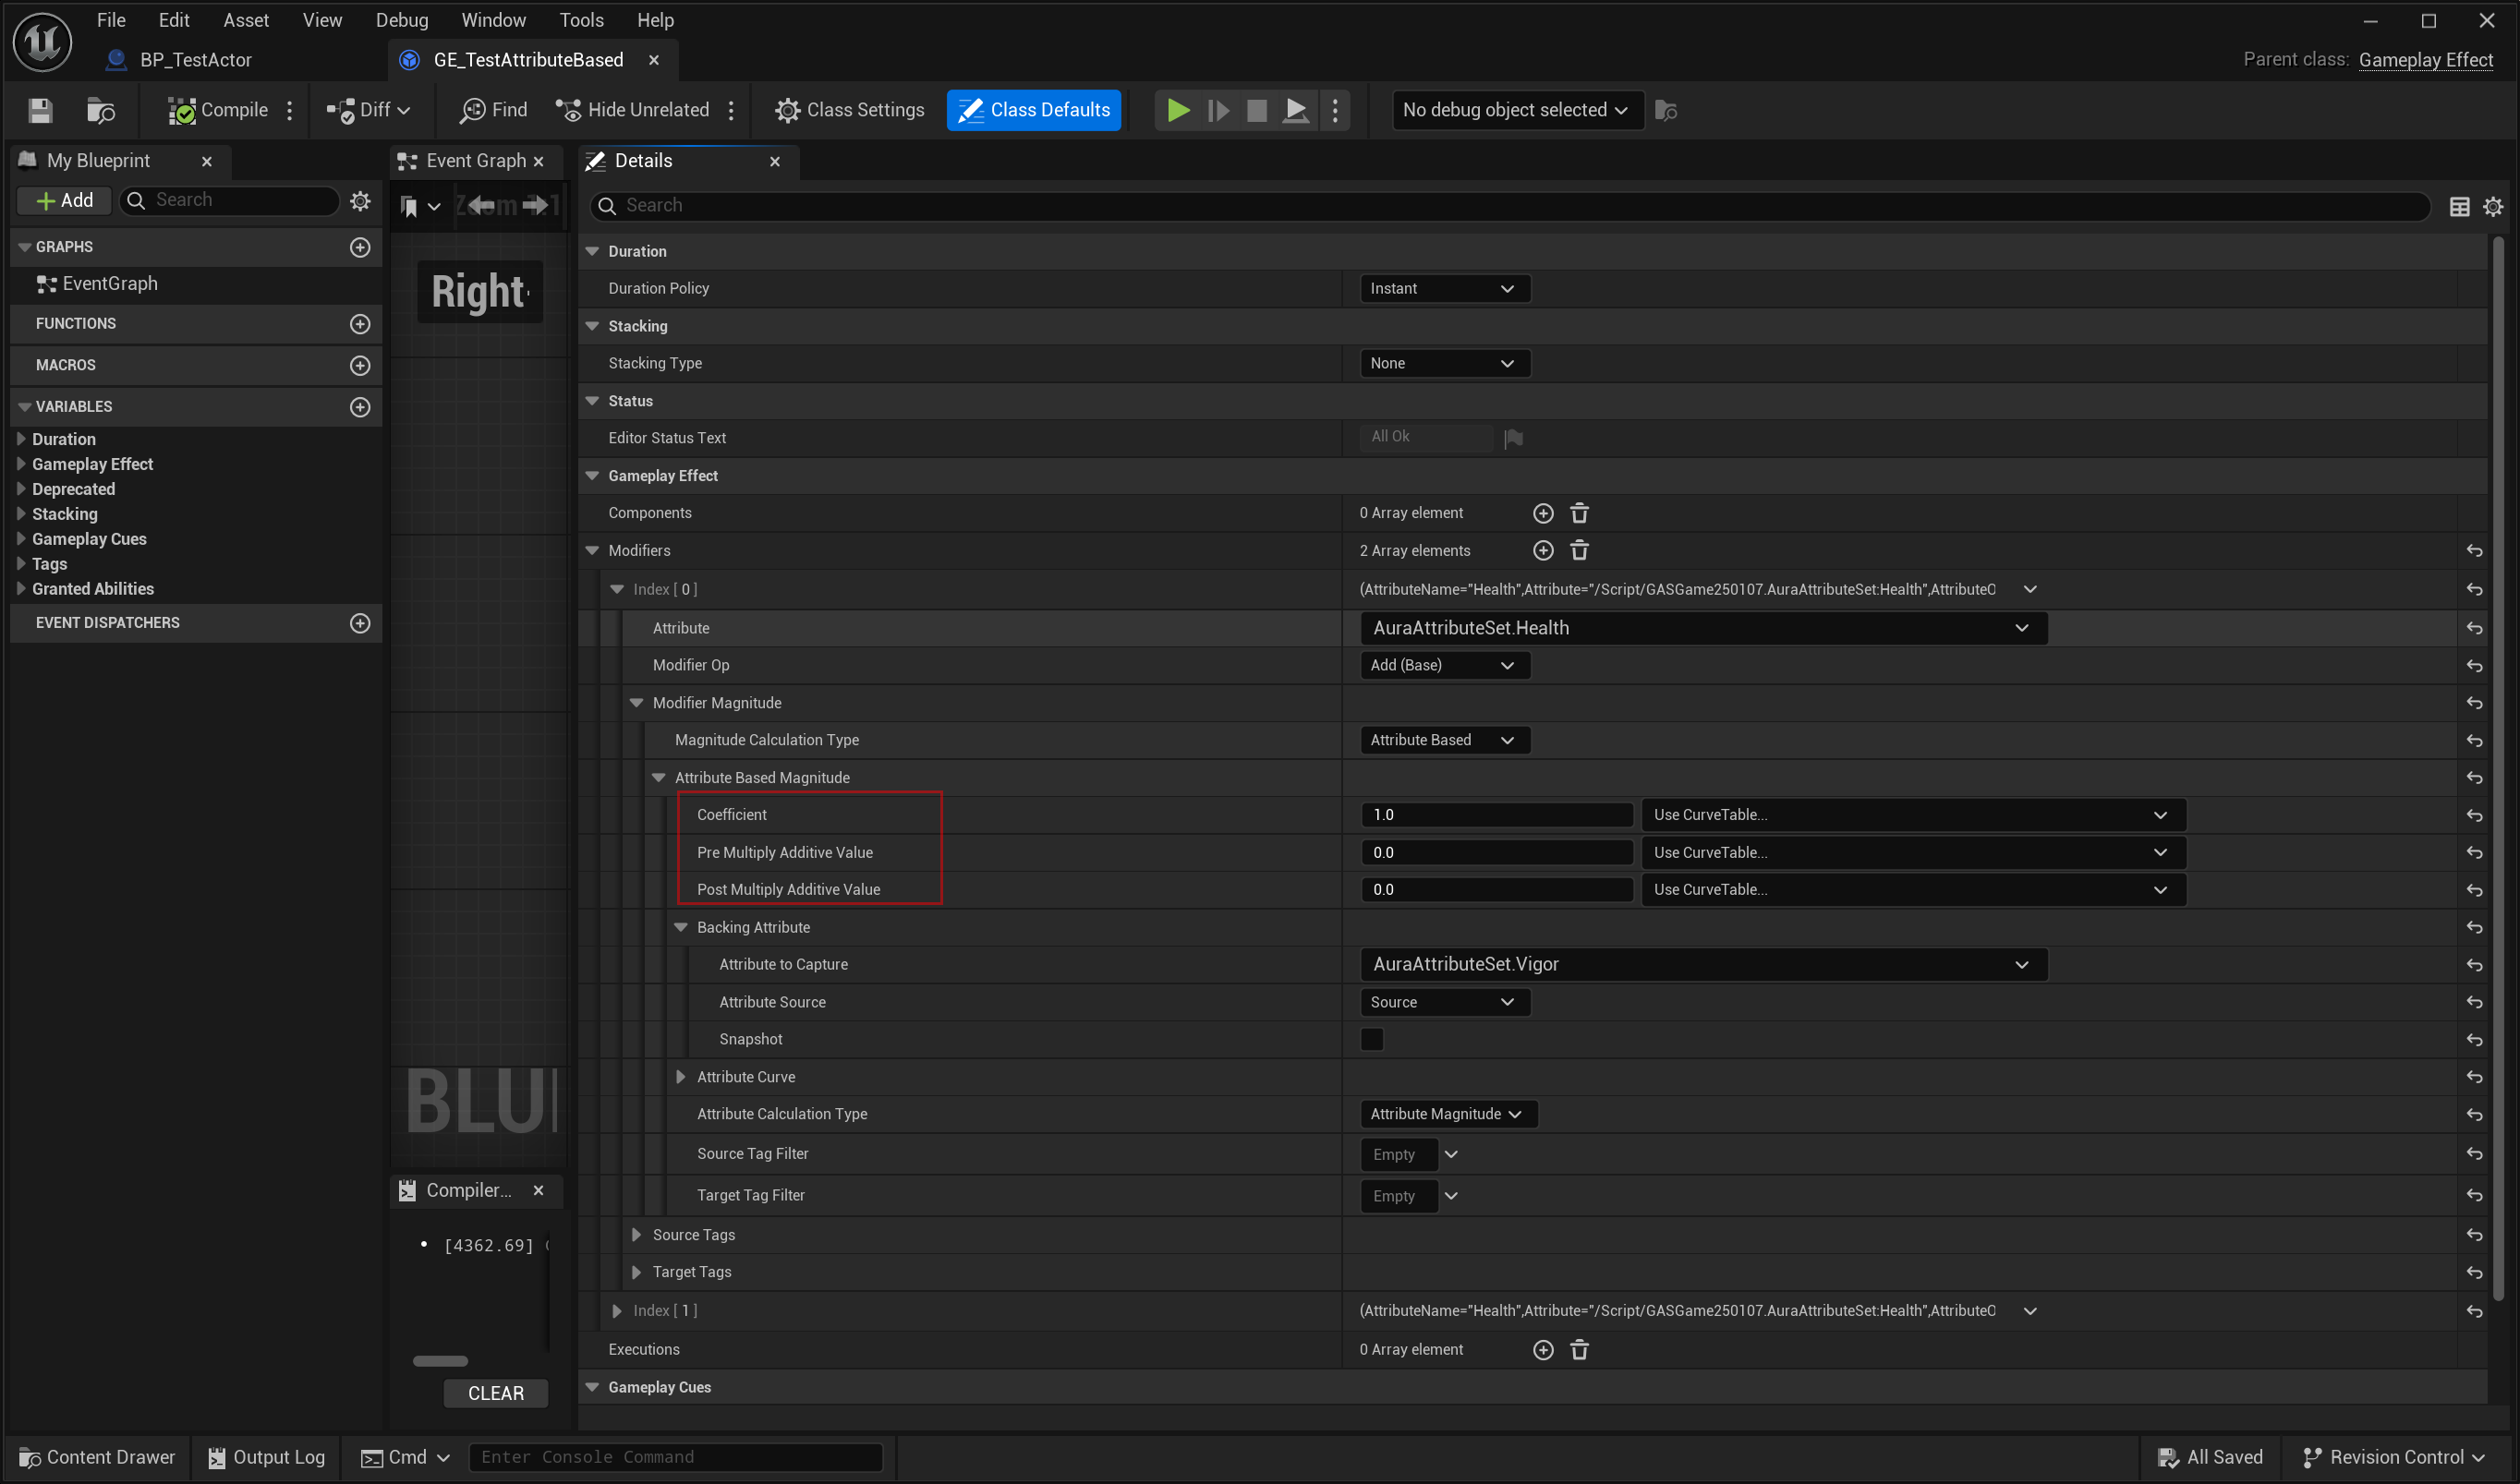 File Edit Asset View Debug Window Tools Help
BP_TestActor
GE_TestAttributeBased
Parent class: Gameplay Effect
Compile
Diff
Find
Hide Unrelated
Class Settings
Class Defaults
No debug object selected
My Blueprint
Event Graph
Details
Add
Search
Search
GRAPHS
EventGraph
FUNCTIONS
MACROS
VARIABLES
Duration
Gameplay Effect
Deprecated
Stacking
Gameplay Cues
Tags
Granted Abilities
EVENT DISPATCHERS
Zoom 1:1
Right
BLU
Compiler...
[4362.69]
CLEAR
Duration
Duration Policy Instant
Stacking
Stacking Type None
Status
Editor Status Text All Ok
Gameplay Effect
Components 0 Array element
Modifiers 2 Array elements
Index [ 0 ] (AttributeName="Health",Attribute="/Script/GASGame250107.AuraAttributeSet:Health",Attribute
Attribute AuraAttributeSet.Health
Modifier Op Add (Base)
Modifier Magnitude
Magnitude Calculation Type Attribute Based
Attribute Based Magnitude
Coefficient 1.0 Use CurveTable...
Pre Multiply Additive Value 0.0 Use CurveTable...
Post Multiply Additive Value 0.0 Use CurveTable...
Backing Attribute
Attribute to Capture AuraAttributeSet.Vigor
Attribute Source Source
Snapshot
Attribute Curve
Attribute Calculation Type Attribute Magnitude
Source Tag Filter Empty
Target Tag Filter Empty
Source Tags
Target Tags
Index [ 1 ] (AttributeName="Health",Attribute="/Script/GASGame250107.AuraAttributeSet:Health",Attribute
Executions 0 Array element
Gameplay Cues
Content Drawer
Output Log
Cmd
Enter Console Command
All Saved
Revision Control